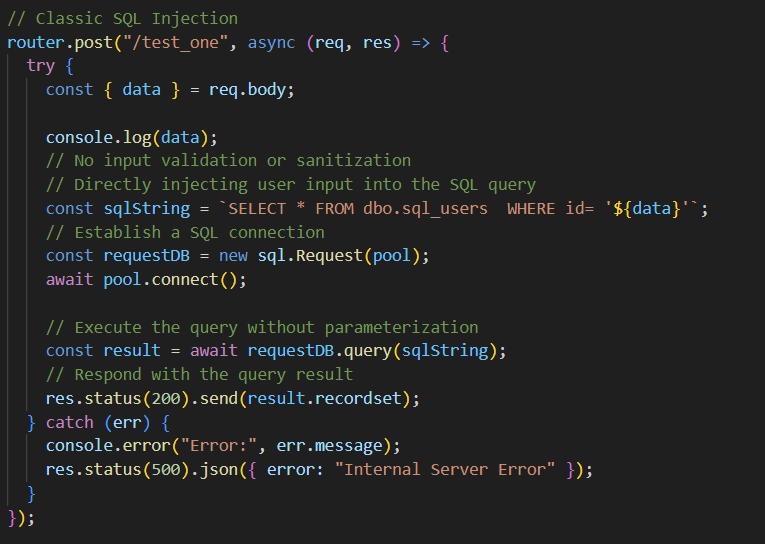 // Classic SQL Injection
router.post("/test_one", async (req, res) => {
  try {
    const { data } = req.body;

    console.log(data);
    // No input validation or sanitization
    // Directly injecting user input into the SQL query
    const sqlString = `SELECT * FROM dbo.sql_users  WHERE id= '${data}'`;
    // Establish a SQL connection
    const requestDB = new sql.Request(pool);
    await pool.connect();

    // Execute the query without parameterization
    const result = await requestDB.query(sqlString);
    // Respond with the query result
    res.status(200).send(result.recordset);
  } catch (err) {
    console.error("Error:", err.message);
    res.status(500).json({ error: "Internal Server Error" });
  }
});